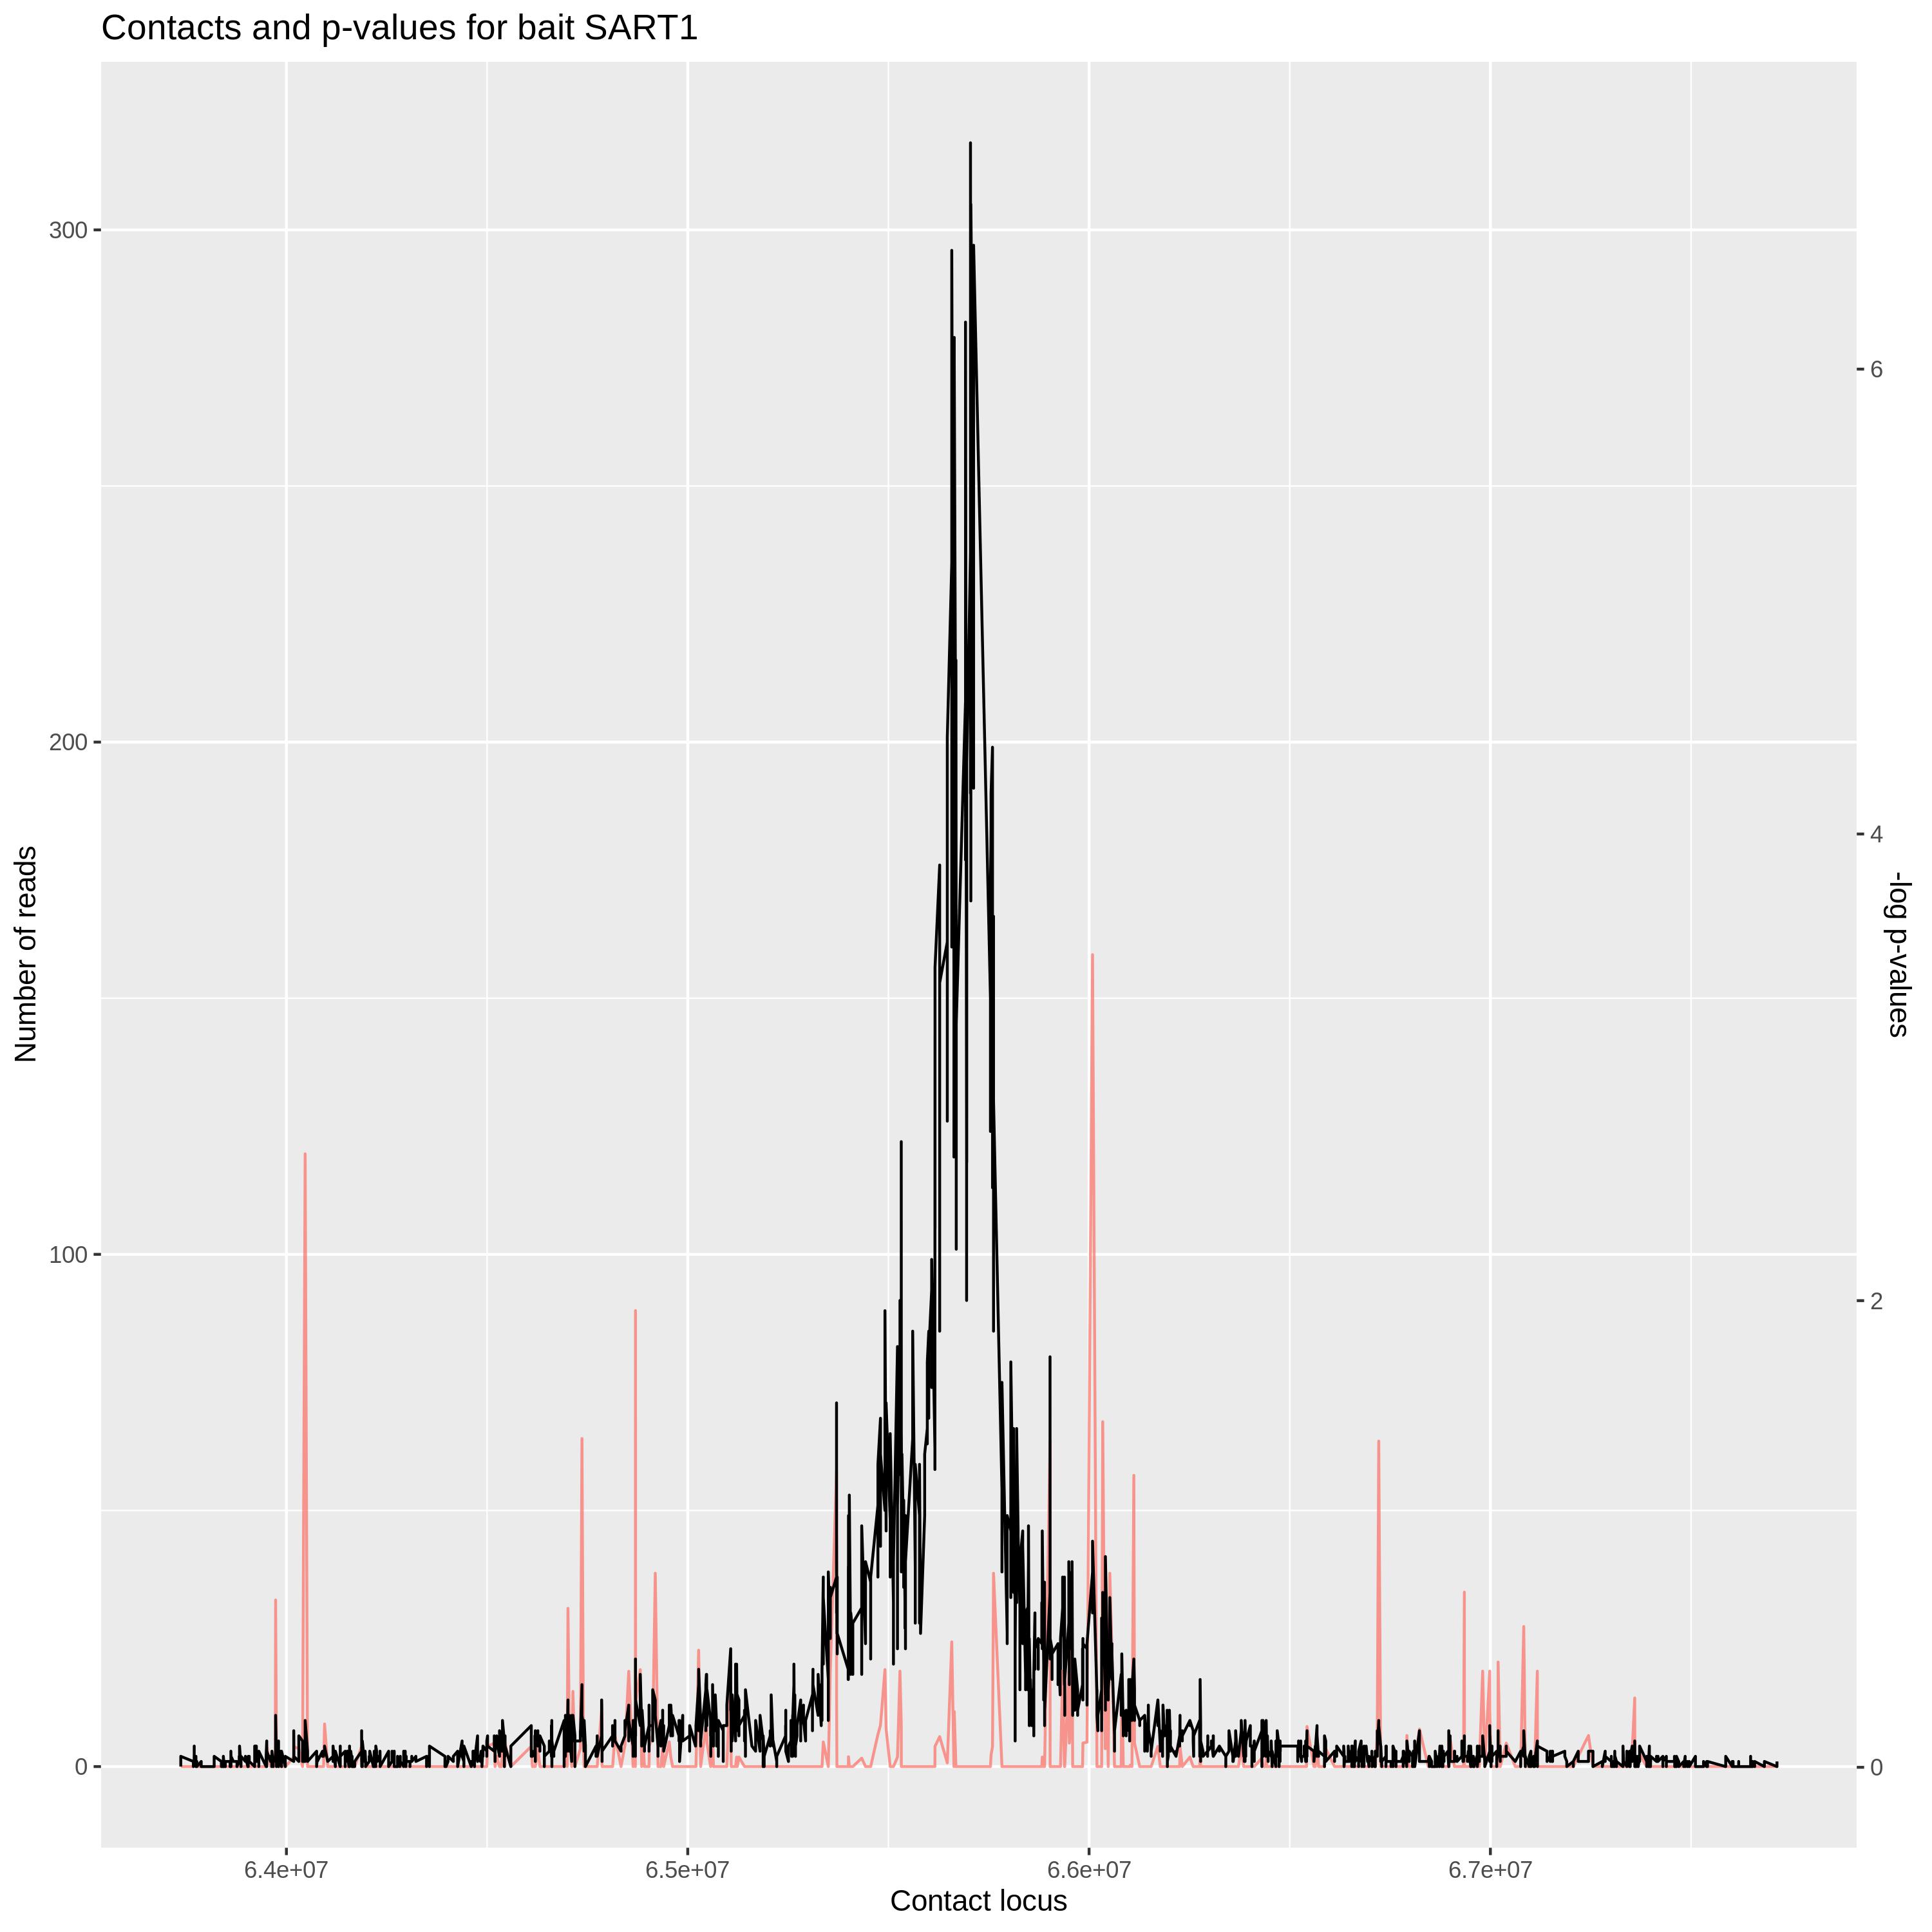 Contacts and p-values for bait SART1
300
200
100
0
Number of reads
6
4
2
0
-log p-values
6.4e+07
6.5e+07
6.6e+07
6.7e+07
Contact locus